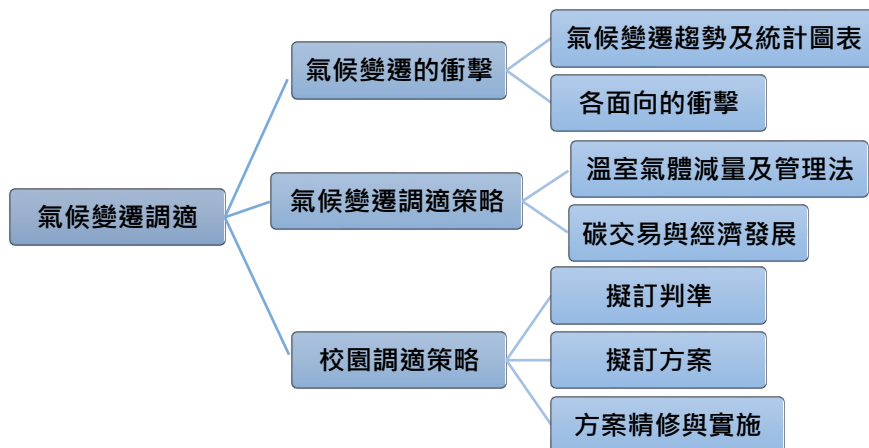 氣候變遷調適
氣候變遷的衝擊
氣候變遷趨勢及統計圖表
各面向的衝擊
氣候變遷調適策略
溫室氣體減量及管理法
碳交易與經濟發展
校園調適策略
擬訂判準
擬訂方案
方案精修與實施